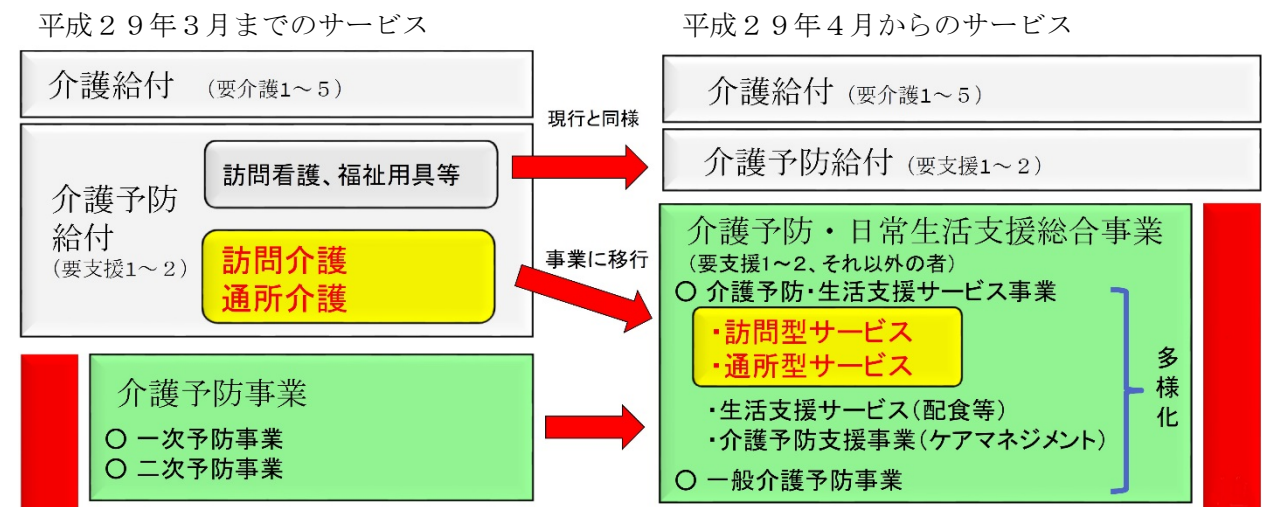 平成２９年３月までのサービス
介護給付 （要介護1～５）
介護予防
給付
（要支援1～２）
訪問看護、福祉用具等
訪問介護
通所介護
介護予防事業
○ 一次予防事業
○ 二次予防事業
現行と同様
事業に移行
平成２９年４月からのサービス
介護給付（要介護1～５）
介護予防給付（要支援1～２）
介護予防・日常生活支援総合事業
（要支援1～2、それ以外の者）
○ 介護予防・生活支援サービス事業
・訪問型サービス
・通所型サービス
・生活支援サービス（配食等）
・介護予防支援事業（ケアマネジメント）
○ 一般介護予防事業
多様化